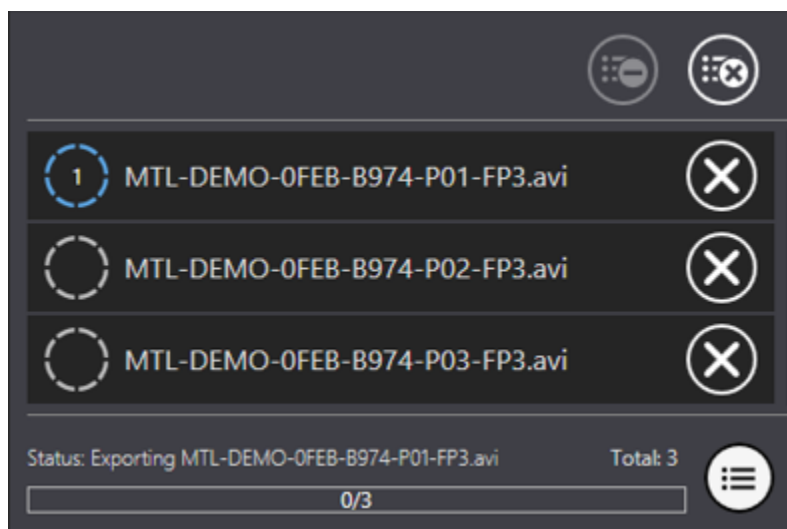 1 MTL-DEMO-0FEB-B974-P01-FP3.avi
MTL-DEMO-0FEB-B974-P02-FP3.avi
MTL-DEMO-0FEB-B974-P03-FP3.avi
Status: Exporting MTL-DEMO-0FEB-B974-P01-FP3.avi Total: 3
0/3